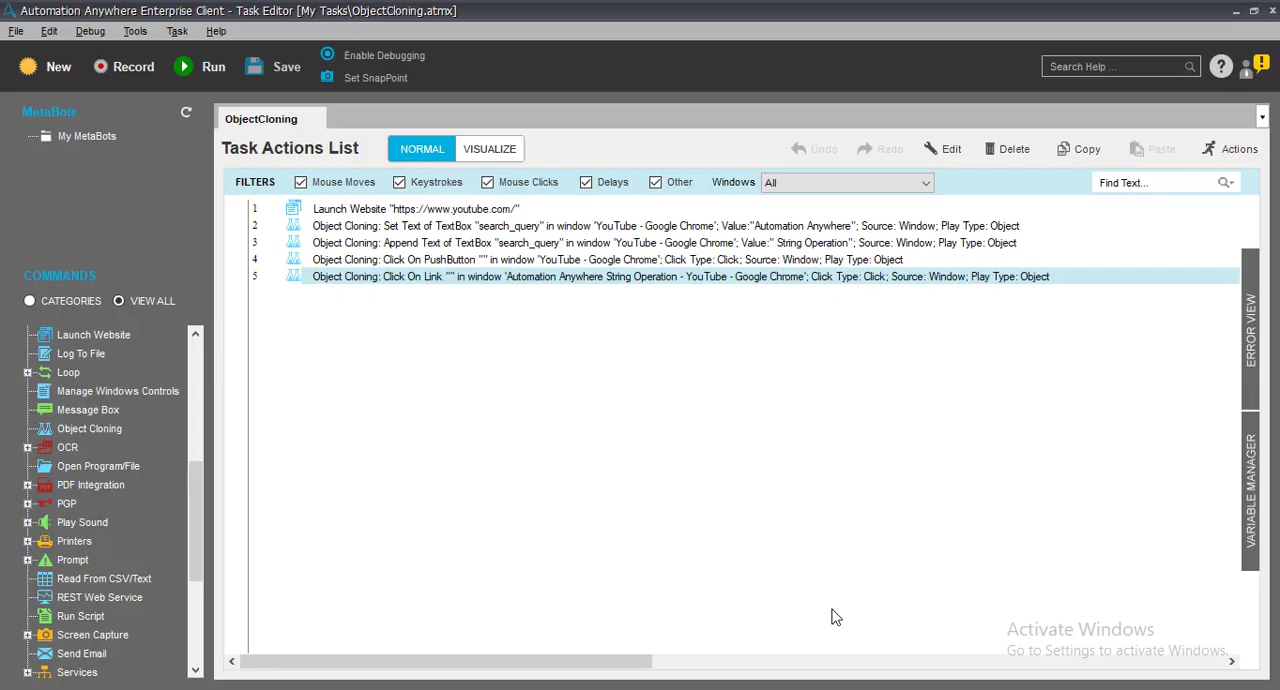 Automation Anywhere Enterprise Client - Task Editor [My Tasks\ObjectCloning.atmx]
File Edit Debug Tools Task Help
New Record Run Save
Enable Debugging
Set SnapPoint
Search Help ...
MetaBots
My MetaBots
ObjectCloning
Task Actions List NORMAL VISUALIZE Undo Redo Edit Delete Copy Paste Actions
FILTERS Mouse Moves Keystrokes Mouse Clicks Delays Other Windows All Find Text...
1 Launch Website "https://www.youtube.com/"
2 Object Cloning: Set Text of TextBox "search_query" in window 'YouTube - Google Chrome'; Value:"Automation Anywhere"; Source: Window; Play Type: Object
3 Object Cloning: Append Text of TextBox "search_query" in window 'YouTube - Google Chrome'; Value:" String Operation"; Source: Window; Play Type: Object
4 Object Cloning: Click On PushButton "" in window 'YouTube - Google Chrome'; Click Type: Click; Source: Window; Play Type: Object
5 Object Cloning: Click On Link "" in window 'Automation Anywhere String Operation - YouTube - Google Chrome'; Click Type: Click; Source: Window; Play Type: Object
COMMANDS
CATEGORIES VIEW ALL
Launch Website
Log To File
Loop
Manage Windows Controls
Message Box
Object Cloning
OCR
Open Program/File
PDF Integration
PGP
Play Sound
Printers
Prompt
Read From CSV/Text
REST Web Service
Run Script
Screen Capture
Send Email
Services
ERROR VIEW
VARIABLE MANAGER
Activate Windows
Go to Settings to activate Windows.